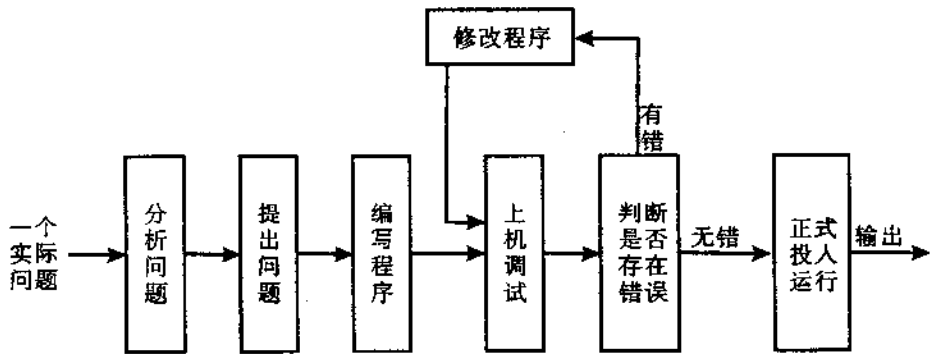 修改程序
有
错
一个
实际
问题
分
析
问
题
提
出
问
题
编
写
程
序
上
机
调
试
判断
是否
存在
错误
无错
正式
投人
运行
输出